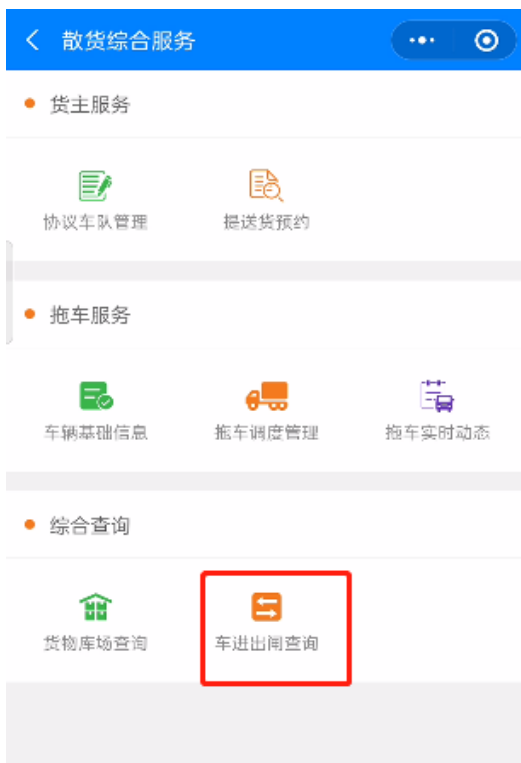 散货综合服务
货主服务
协议车队管理 提送货预约
拖车服务
车辆基础信息 拖车调度管理 拖车实时动态
综合查询
货物库场查询 车进出闸查询